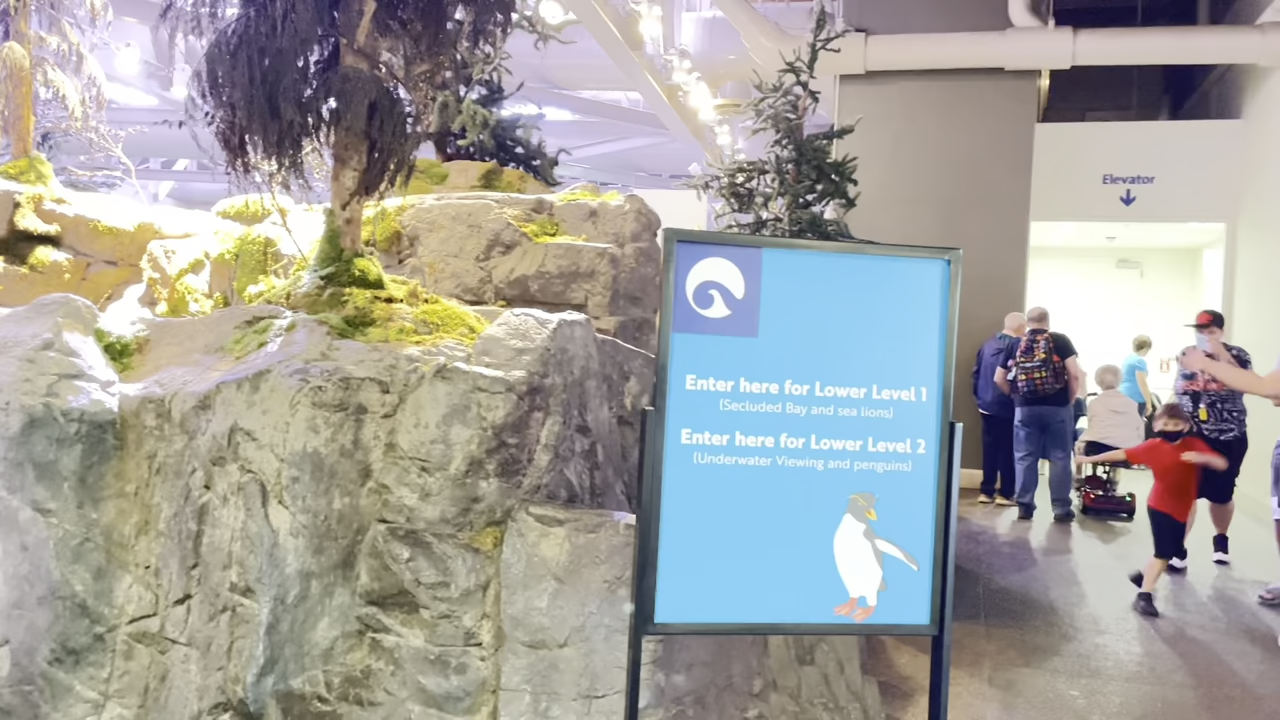 Elevator
Enter here for Lower Level 1
(Secluded Bay and sea lions)
Enter here for Lower Level 2
(Underwater Viewing and penguins)